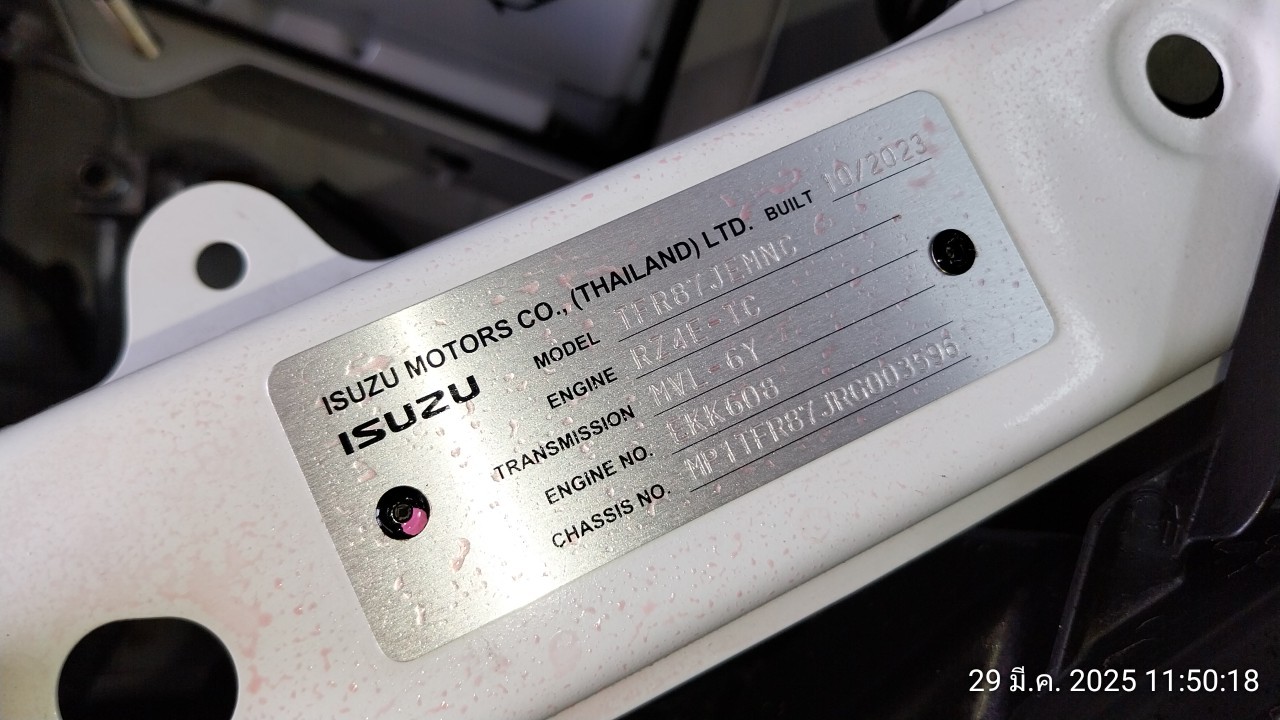 ISUZU MOTORS CO., (THAILAND) LTD. BUILT 10/2023
ISUZU
MODEL TFR87JEMNC
ENGINE RZ4E-TC
TRANSMISSION MVL-6Y
ENGINE NO. EKK608
CHASSIS NO. MP1TFR87JRG003596
29 มี.ค. 2025 11:50:18